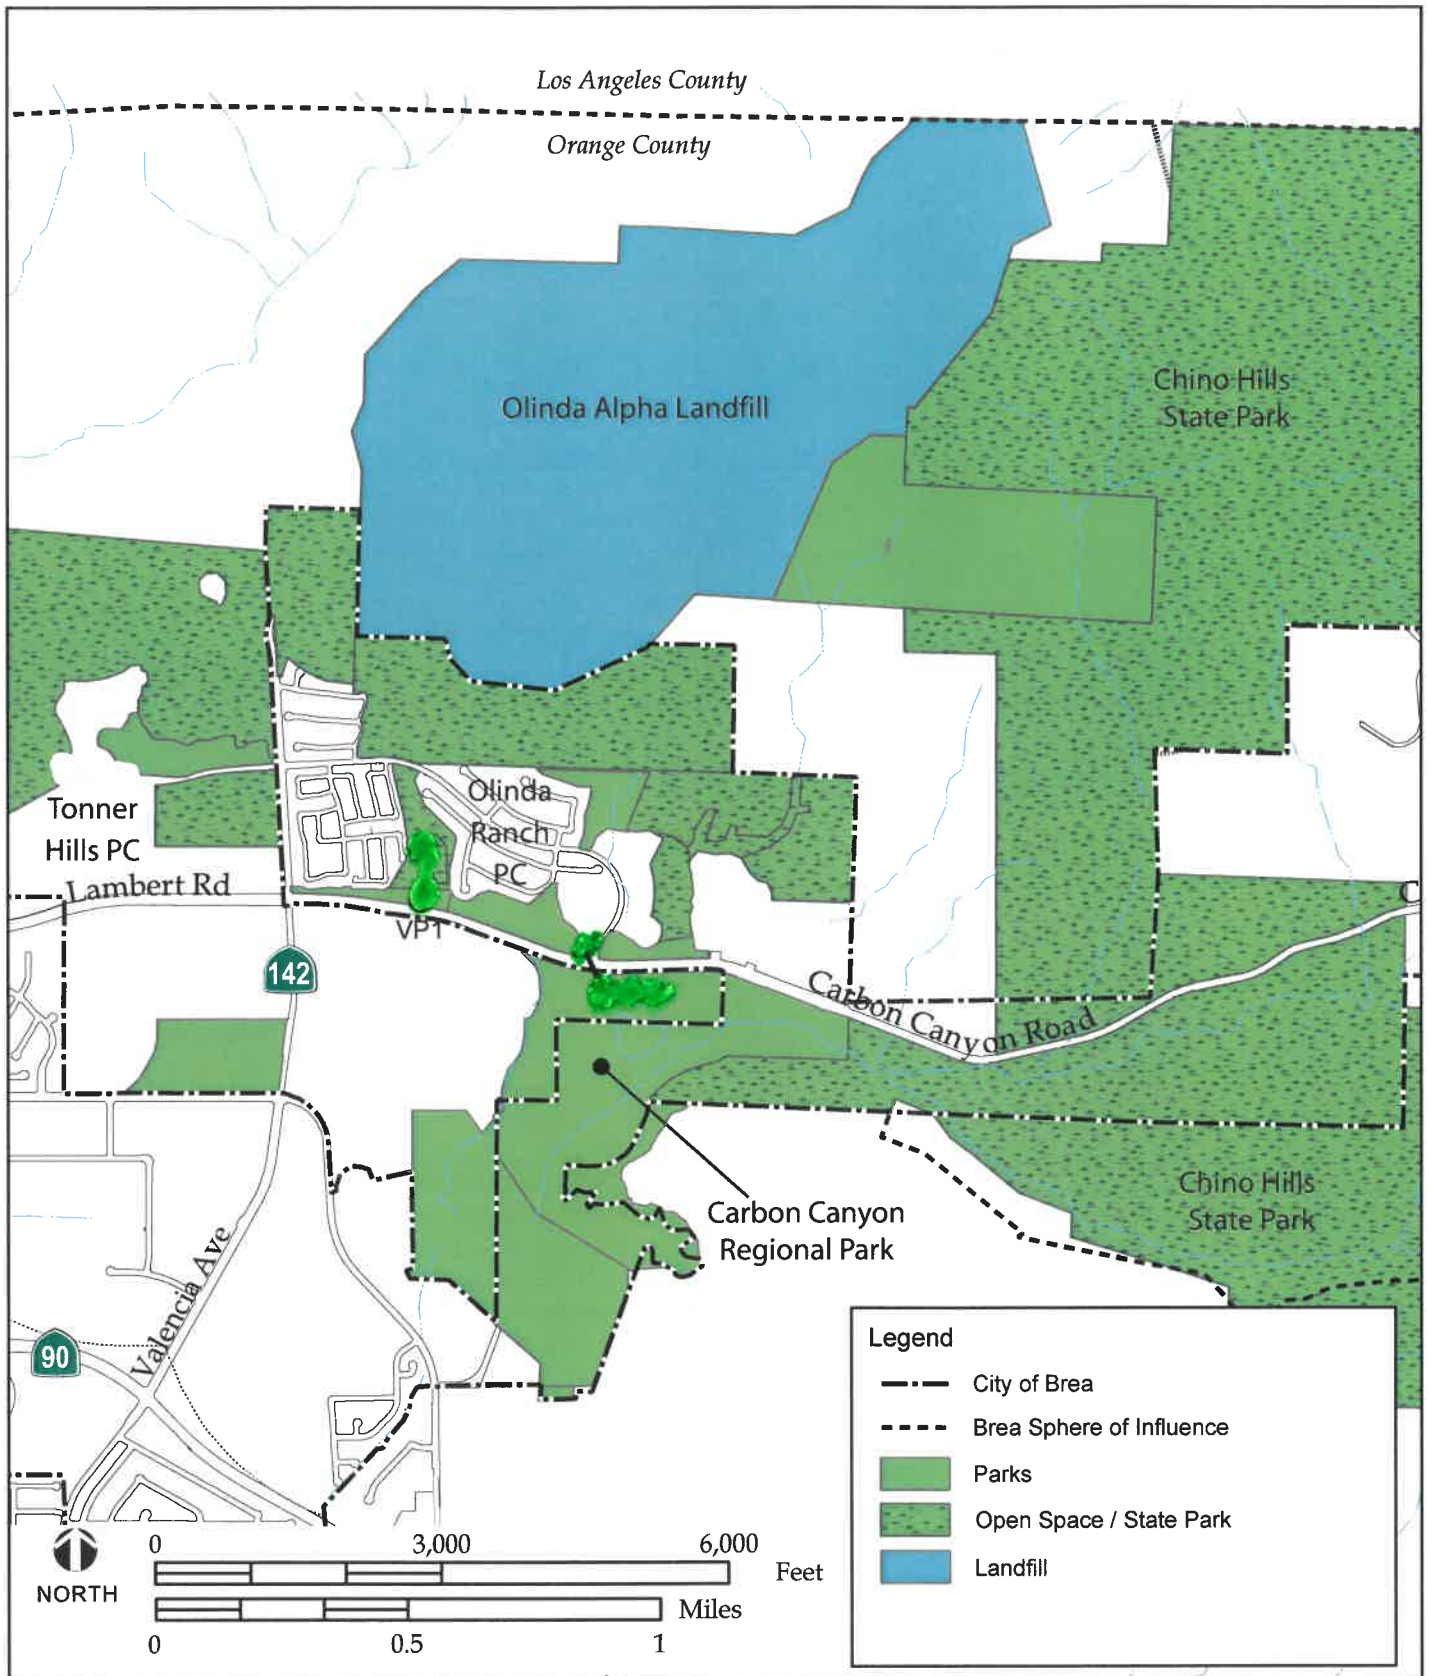 Los Angeles County
Orange County
Olinda Alpha Landfill
Chino Hills
State Park
Tonner
Hills PC
Olinda
Ranch
PC
Lambert Rd
VP1
C
142
Carbon Canyon Road
Carbon Canyon
Regional Park
Chino Hills
State Park
Valencia Ave
90
Legend
City of Brea
Brea Sphere of Influence
Parks
Open Space / State Park
Landfill
NORTH
0 3,000 6,000
Feet
Miles
0 0.5 1